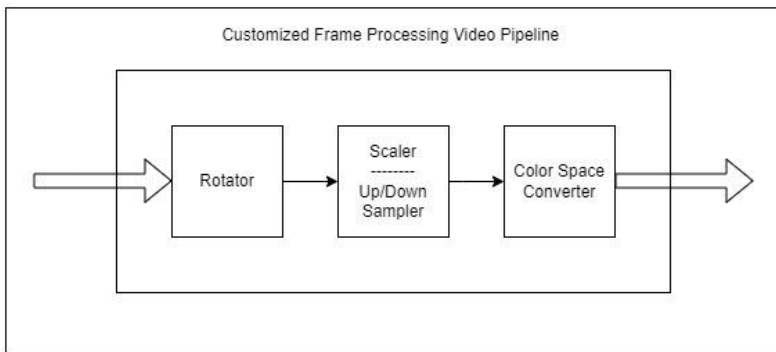 Customized Frame Processing Video Pipeline
Rotator
Scaler
--------
Up/Down
Sampler
Color Space
Converter